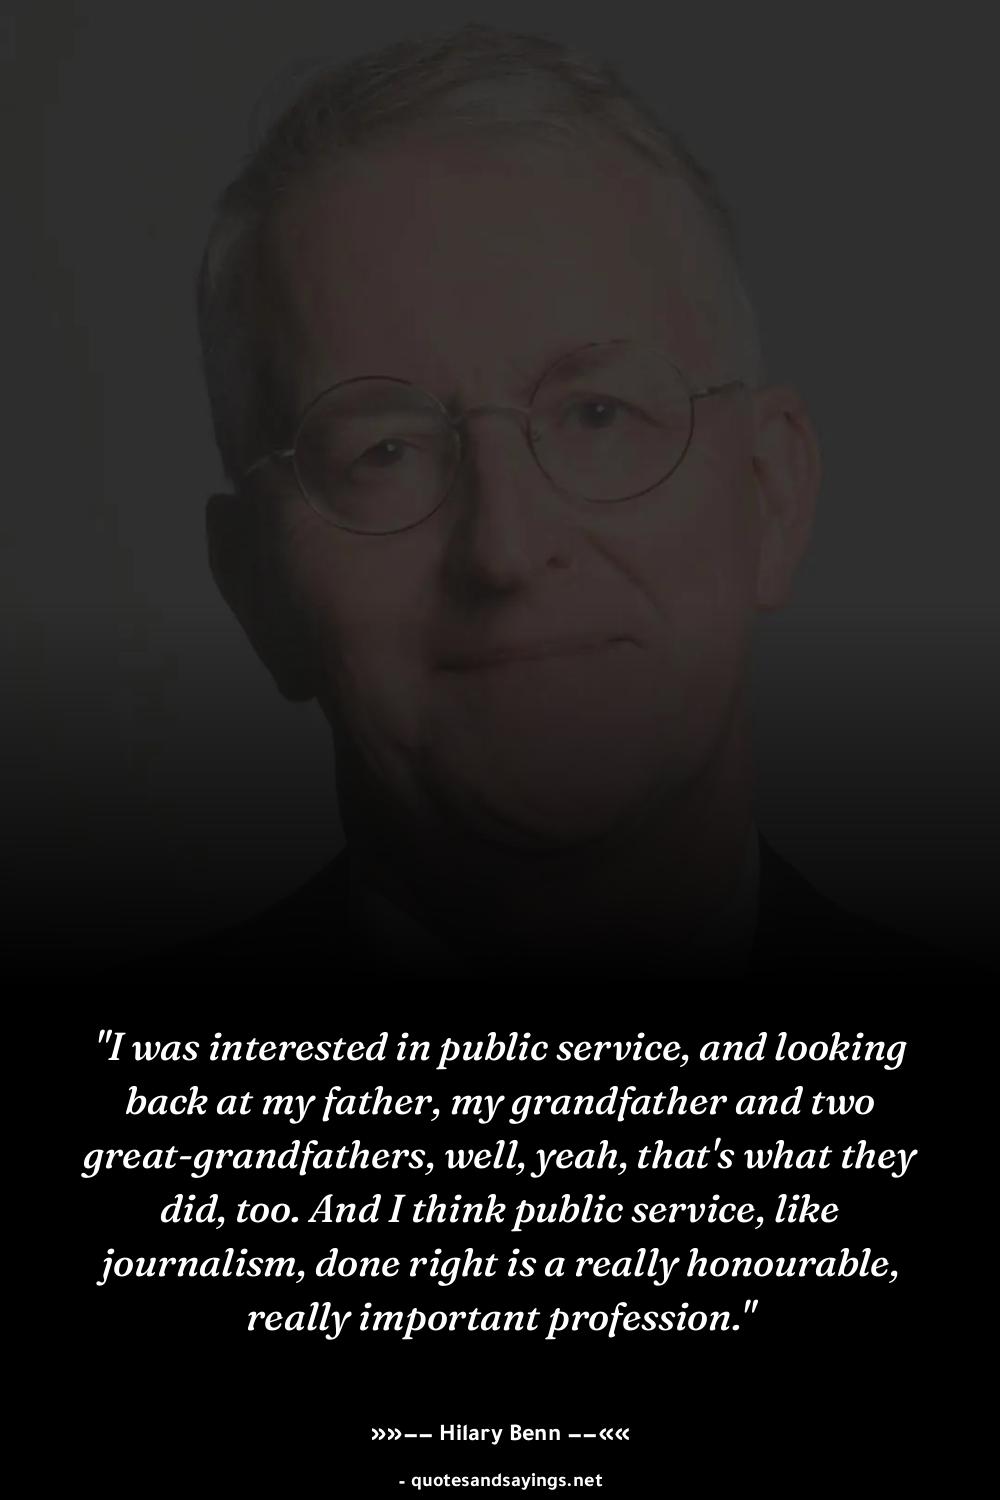 "I was interested in public service, and looking
back at my father, my grandfather and two
great-grandfathers, well, yeah, that's what they
did, too. And I think public service, like
journalism, done right is a really honourable,
really important profession."
»»–– Hilary Benn ––««
- quotesandsayings.net